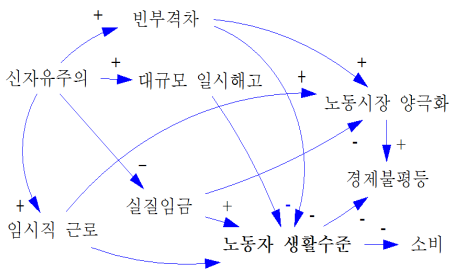 +
빈부격차
+
+
신자유주의
대규모 일시해고
+
노동시장 양극화
-
+
-
경제불평등
+
실질임금
+
-
-
임시직 근로
노동자 생활수준
-
-
소비